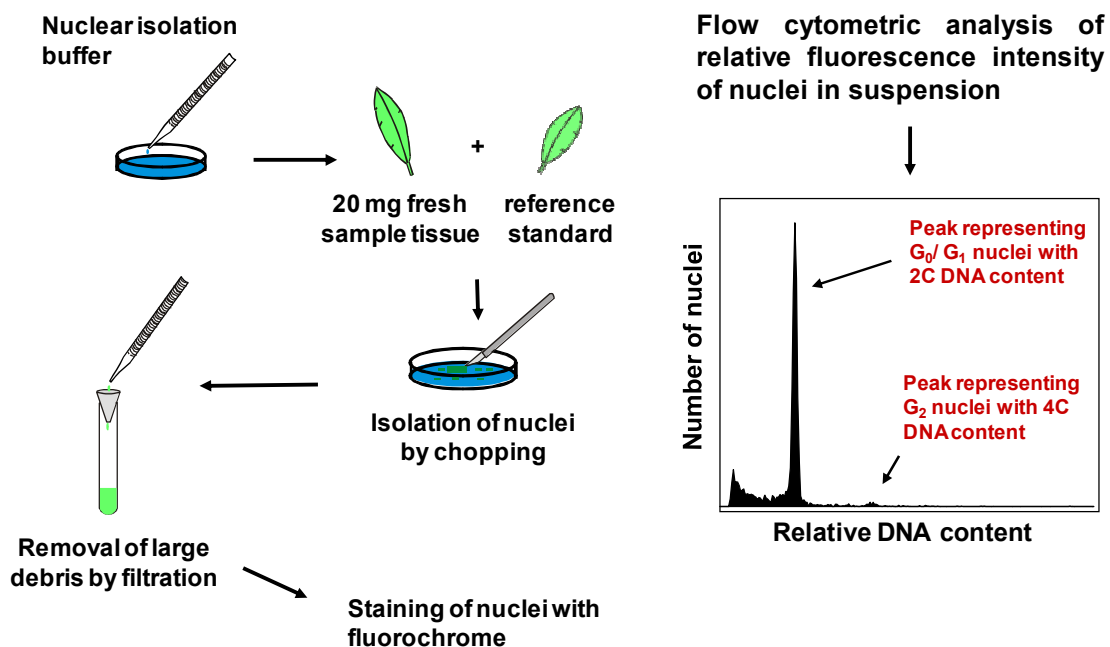 Nuclear isolation
buffer
20 mg fresh
sample tissue
+
reference
standard
Isolation of nuclei
by chopping
Removal of large
debris by filtration
Staining of nuclei with
fluorochrome
Flow cytometric analysis of
relative fluorescence intensity
of nuclei in suspension
Number of nuclei
Peak representing
G₀/ G₁ nuclei with
2C DNA content
Peak representing
G₂ nuclei with 4C
DNA content
Relative DNA content